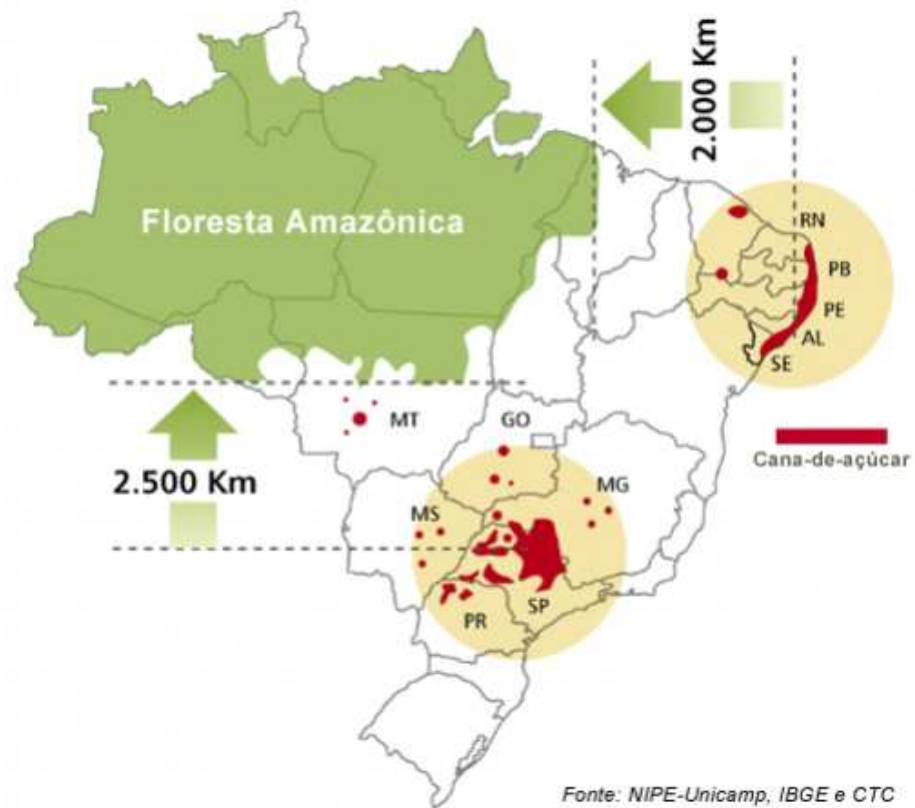 2.000 Km
Floresta Amazônica
RN
PB
PE
AL
SE
MT
GO
Cana-de-açúcar
2.500 Km
MG
MS
SP
PR
Fonte: NIPE-Unicamp, IBGE e CTC